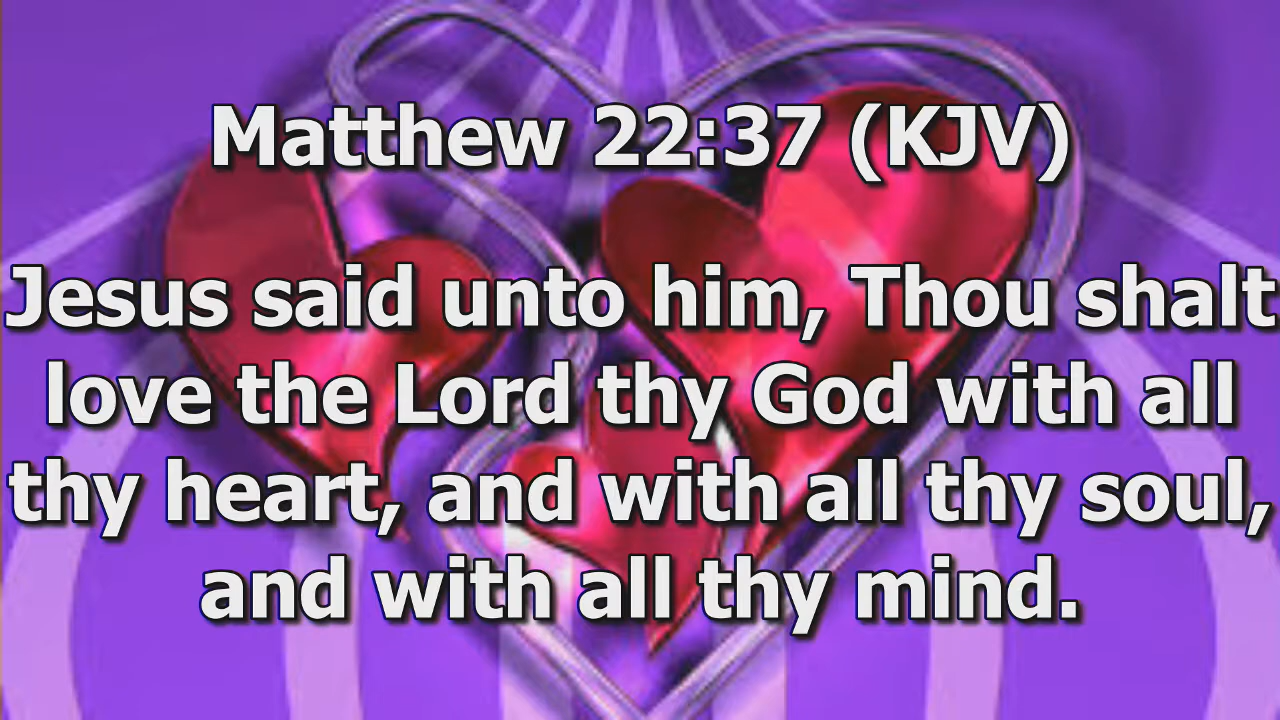 Matthew 22:37 (KJV)
Jesus said unto him, Thou shalt
love the Lord thy God with all
thy heart, and with all thy soul,
and with all thy mind.